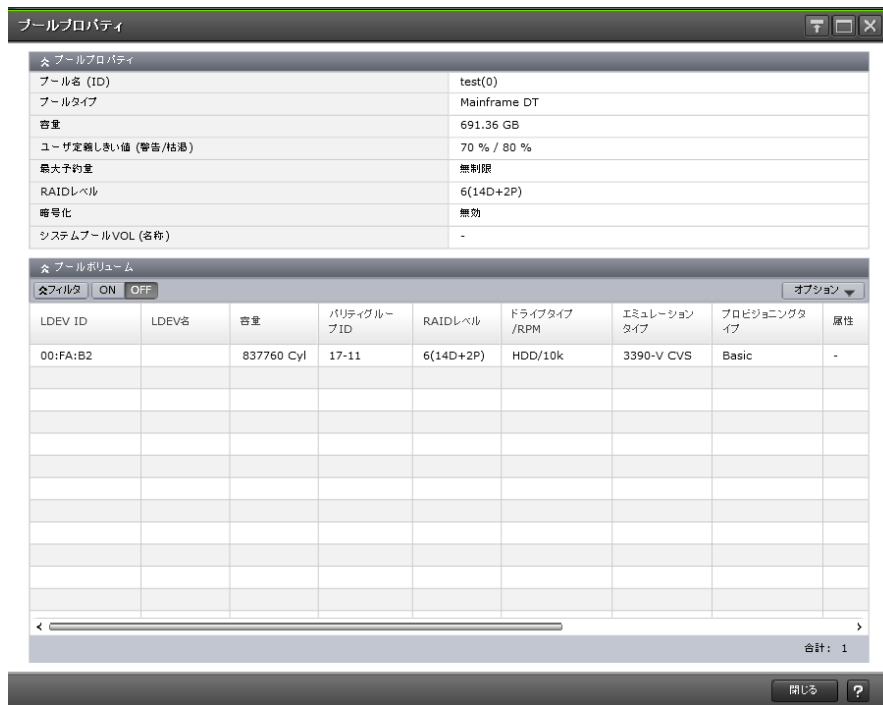 プールプロパティ
プールプロパティ
プール名 (ID) test(0)
プールタイプ Mainframe DT
容量 691.36 GB
ユーザ定義しきい値 (警告/枯渇) 70 % / 80 %
最大予約量 無制限
RAIDレベル 6(14D+2P)
暗号化 無効
システムプールVOL (名称) -
プールボリューム
フィルタ ON OFF オプション
LDEV ID LDEV名 容量 パリティグループID RAIDレベル ドライブタイプ/RPM エミュレーションタイプ プロビジョニングタイプ 属性
00:FA:B2 837760 Cyl 17-11 6(14D+2P) HDD/10k 3390-V CVS Basic -
合計: 1
閉じる ?